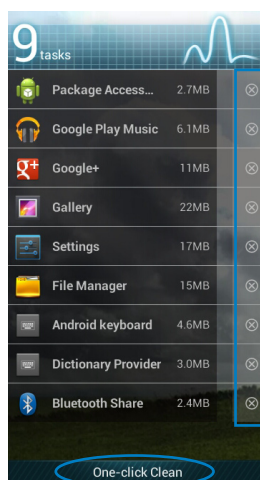 9 tasks
Package Access... 2.7MB
Google Play Music 6.1MB
g+ Google+ 11MB
Gallery 22MB
Settings 17MB
File Manager 15MB
Android keyboard 4.6MB
Dictionary Provider 3.0MB
Bluetooth Share 2.4MB
One-click Clean